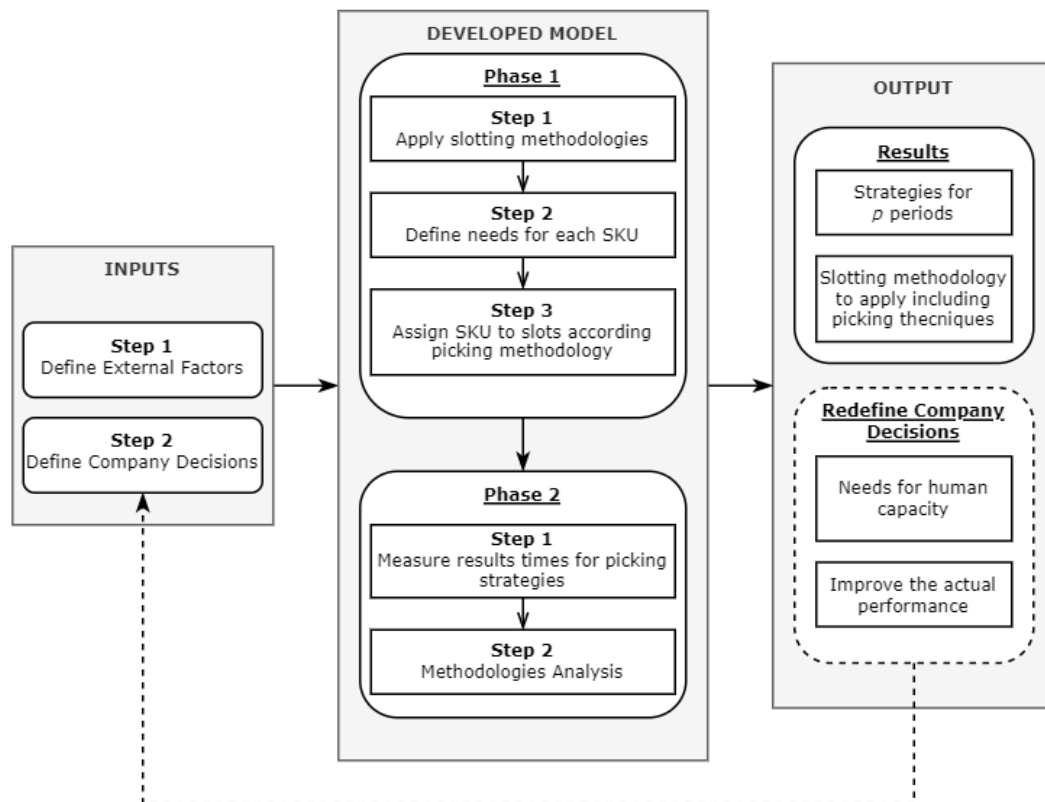 INPUTS
Step 1
Define External Factors
Step 2
Define Company Decisions
DEVELOPED MODEL
Phase 1
Step 1
Apply slotting methodologies
Step 2
Define needs for each SKU
Step 3
Assign SKU to slots according
picking methodology
Phase 2
Step 1
Measure results times for picking
strategies
Step 2
Methodologies Analysis
OUTPUT
Results
Strategies for
p periods
Slotting methodology
to apply including
picking thecniques
Redefine Company
Decisions
Needs for human
capacity
Improve the actual
performance